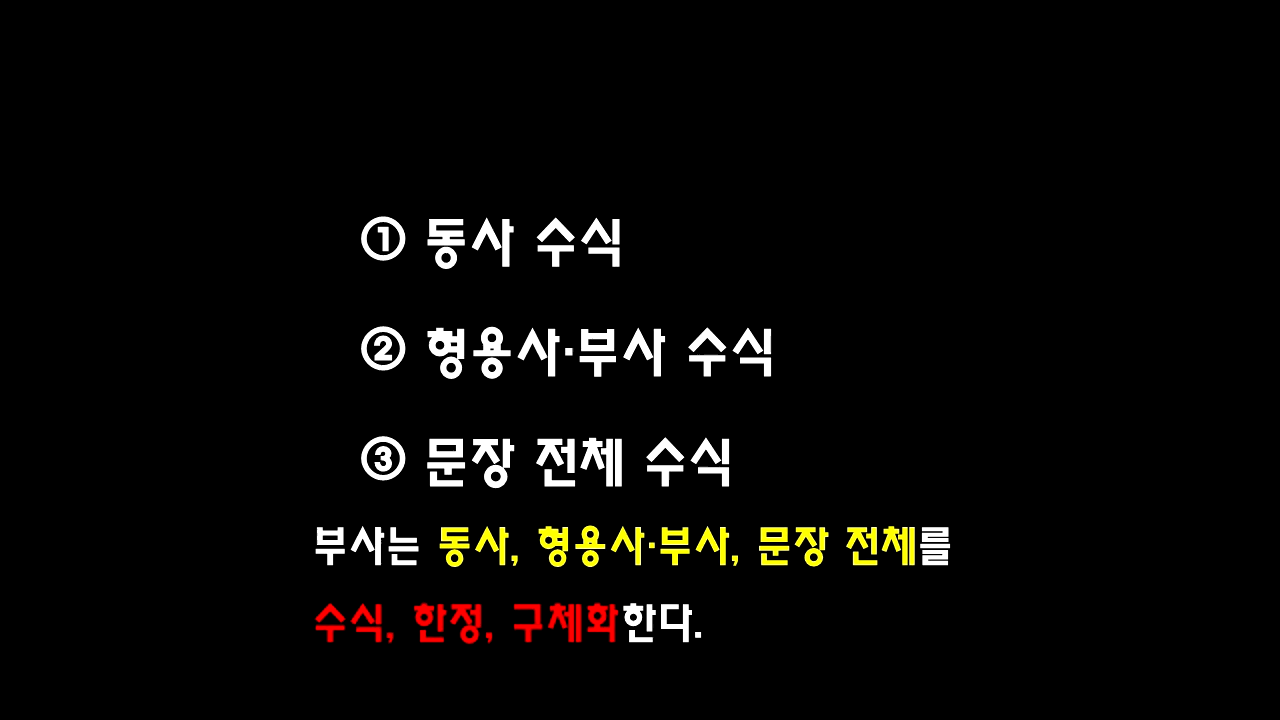 ① 동사 수식
② 형용사·부사 수식
③ 문장 전체 수식
부사는 동사, 형용사·부사, 문장 전체를
수식, 한정, 구체화한다.